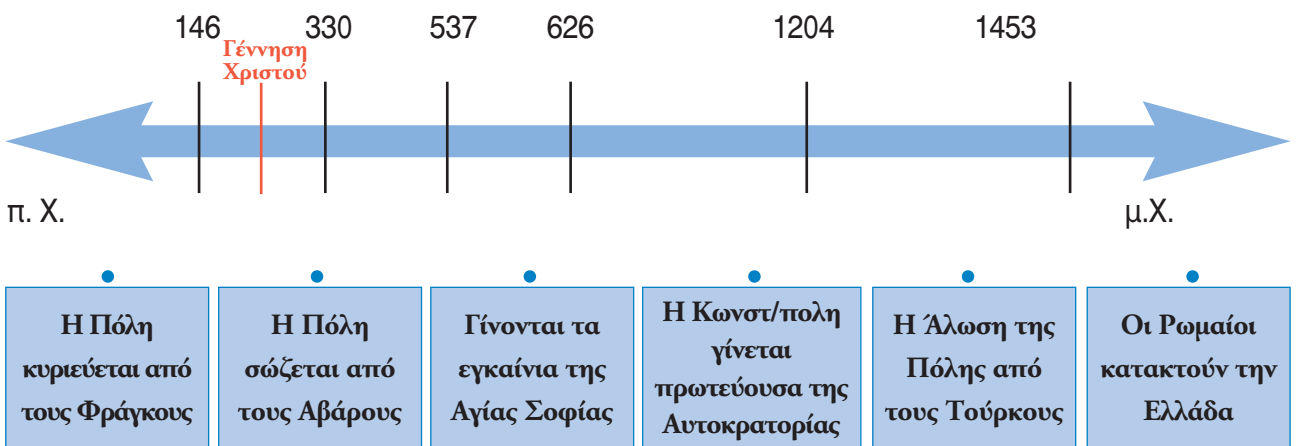 146 330 537 626 1204 1453
Γέννηση
Χριστού
π. Χ.
μ.Χ.
Η Πόλη
κυριεύεται από
τους Φράγκους
Η Πόλη
σώζεται από
τους Αβάρους
Γίνονται τα
εγκαίνια της
Αγίας Σοφίας
Η Κωνστ/πολη
γίνεται
πρωτεύουσα της
Αυτοκρατορίας
Η Άλωση της
Πόλης από
τους Τούρκους
Οι Ρωμαίοι
κατακτούν την
Ελλάδα